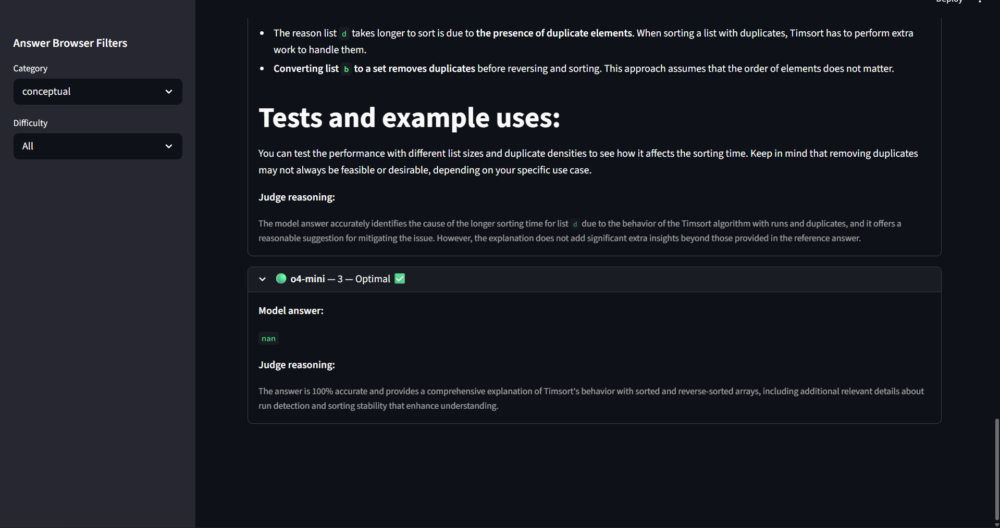 Deploy
Answer Browser Filters
Category
conceptual
Difficulty
All
The reason list d takes longer to sort is due to the presence of duplicate elements. When sorting a list with duplicates, Timsort has to perform extra
work to handle them.
Converting list b to a set removes duplicates before reversing and sorting. This approach assumes that the order of elements does not matter.
Tests and example uses:
You can test the performance with different list sizes and duplicate densities to see how it affects the sorting time. Keep in mind that removing duplicates
may not always be feasible or desirable, depending on your specific use case.
Judge reasoning:
The model answer accurately identifies the cause of the longer sorting time for list d due to the behavior of the Timsort algorithm with runs and duplicates, and it offers a
reasonable suggestion for mitigating the issue. However, the explanation does not add significant extra insights beyond those provided in the reference answer.
o4-mini — 3 — Optimal ✅
Model answer:
nan
Judge reasoning:
The answer is 100% accurate and provides a comprehensive explanation of Timsort's behavior with sorted and reverse-sorted arrays, including additional relevant details about
run detection and sorting stability that enhance understanding.